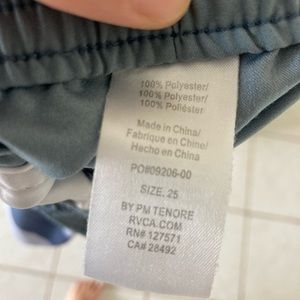 100% Polyester/
100% Polyester/
100% Poliéster
Made in China/
Fabrique en Chine/
Hecho en China
PO#09206-00
SIZE. 25
BY PM TENORE
RVCA.COM
RN# 127571
CA# 28492